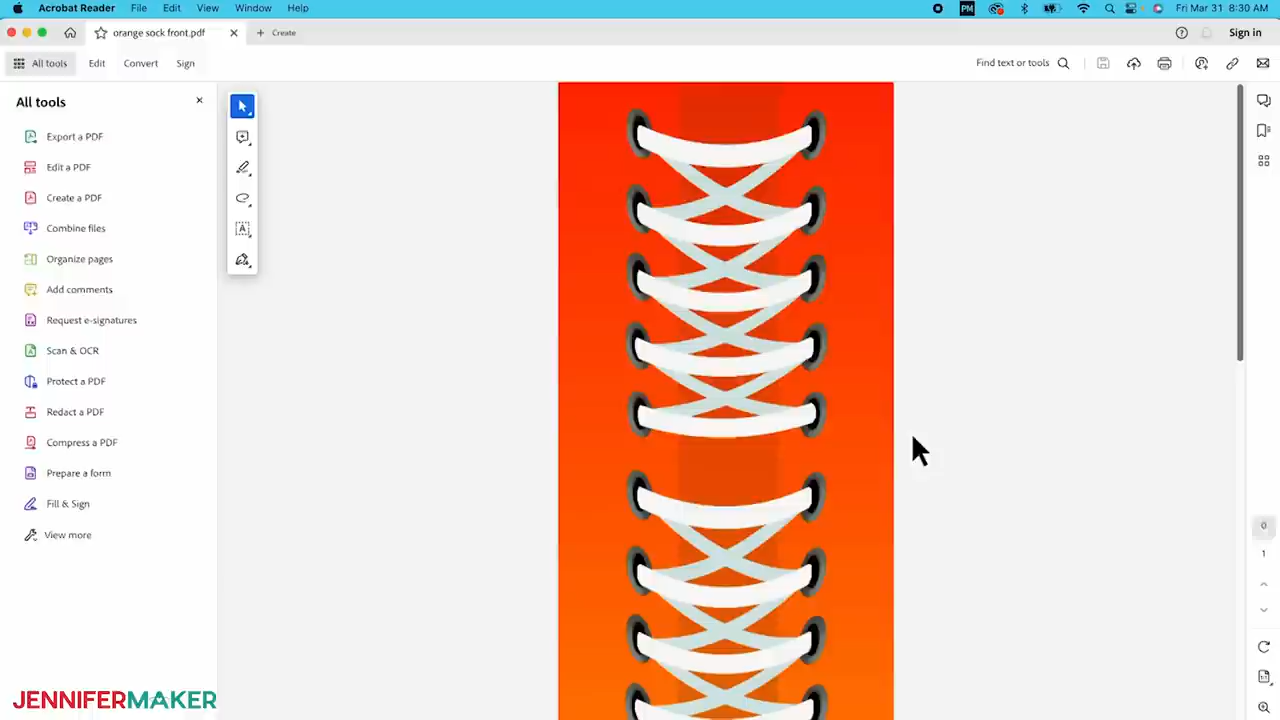 Acrobat Reader File Edit View Window Help PM Fri Mar 31 8:30 AM
orange sock front.pdf Create Sign in
All tools Edit Convert Sign Find text or tools
All tools
Export a PDF
Edit a PDF
Create a PDF
Combine files
Organize pages
Add comments
Request e-signatures
Scan & OCR
Protect a PDF
Redact a PDF
Compress a PDF
Prepare a form
Fill & Sign
View more
0
1
JENNIFERMAKER